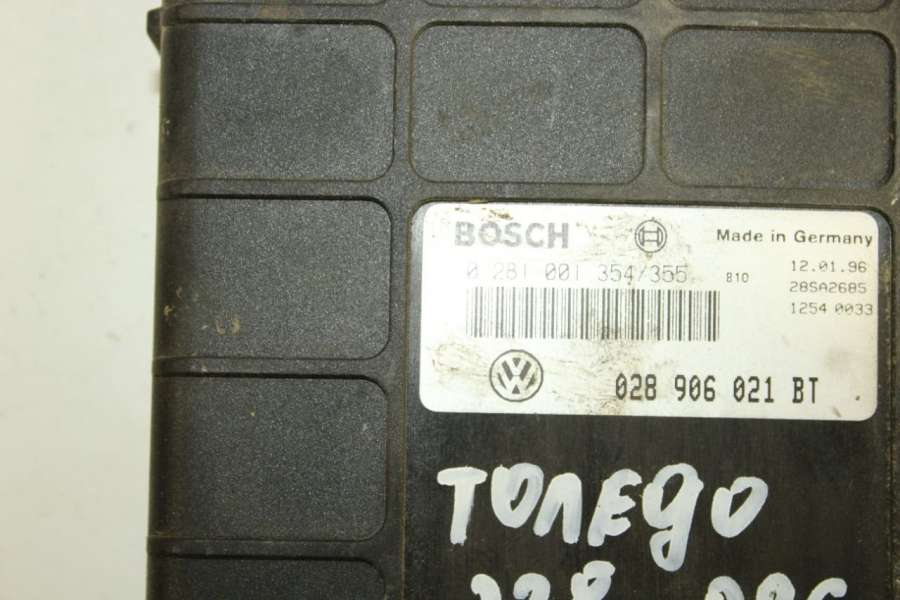 BOSCH
Made in Germany
0 281 001 354/355 B10
12.01.96
28SA2685
1254 0033
028 906 021 BT
ТОЛЕДО